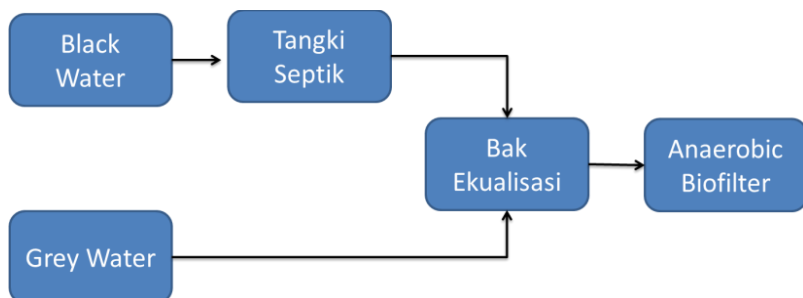 Black
Water
Tangki
Septik
Bak
Ekualisasi
Anaerobic
Biofilter
Grey Water